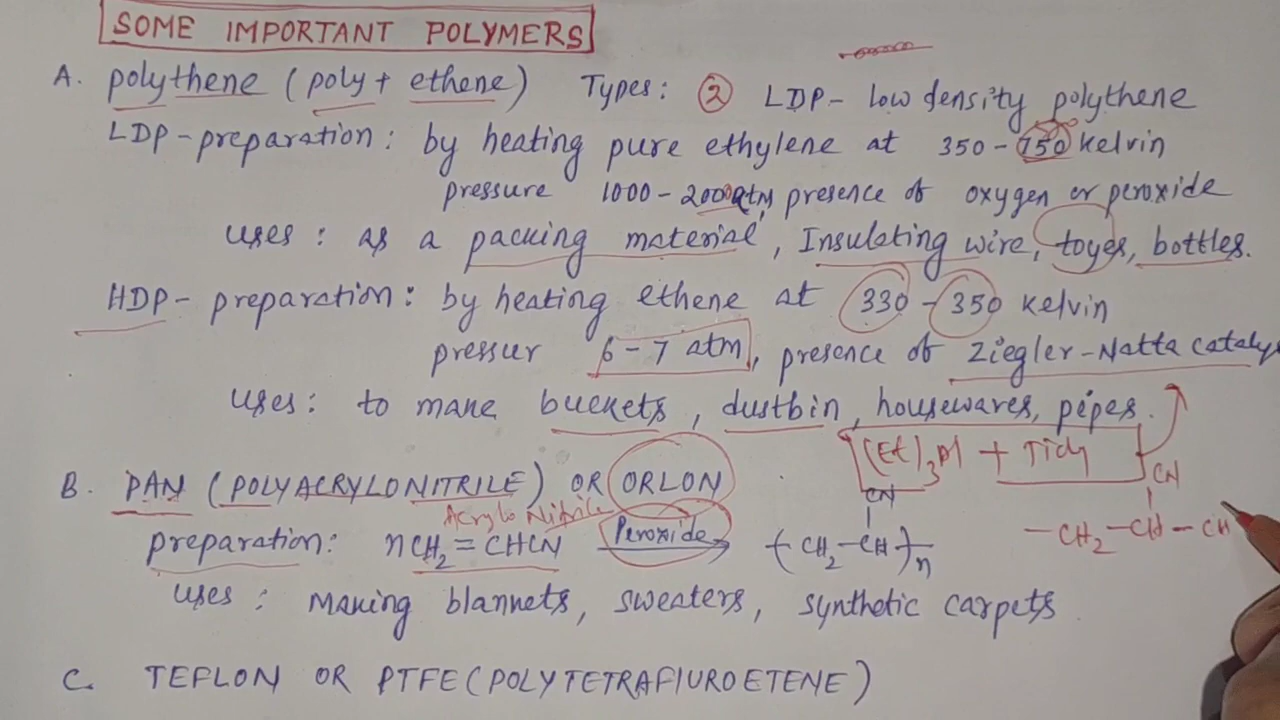 SOME IMPORTANT POLYMERS
A. polythene (poly + ethene) Types: ② LDP - low density polythene
LDP-preparation: by heating pure ethylene at 350 - 750 kelvin
pressure 1000 - 2000 atm, presence of oxygen or peroxide
uses: as a packing material, Insulating wire, toyes, bottles.
HDP - preparation: by heating ethene at 330 - 350 kelvin
pressur 6 - 7 atm, presence of Ziegler-Natta cataly
uses: to make buckets, dustbin, housewares, pipes.
(Et)3Al + TiCl4
B. PAN (POLYACRYLONITRILE) OR ORLON
Acrylo Nitrile
preparation: nCH2 = CHCN Peroxide → -(CH2 - CH(CN))-n
CN
-CH2 - CH - CH
uses: Making blankets, sweaters, synthetic carpets
C. TEFLON OR PTFE (POLYTETRAFlUROETENE)